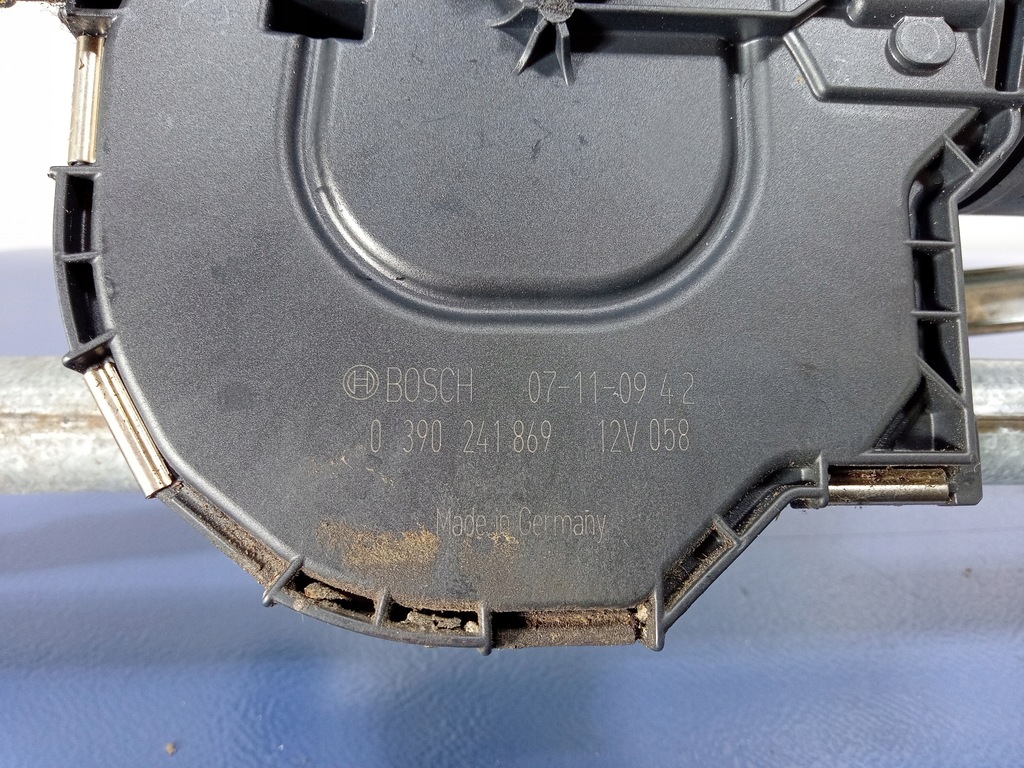 BOSCH 07-11-09 4 2
0 390 241 869 12V 058
Made in Germany